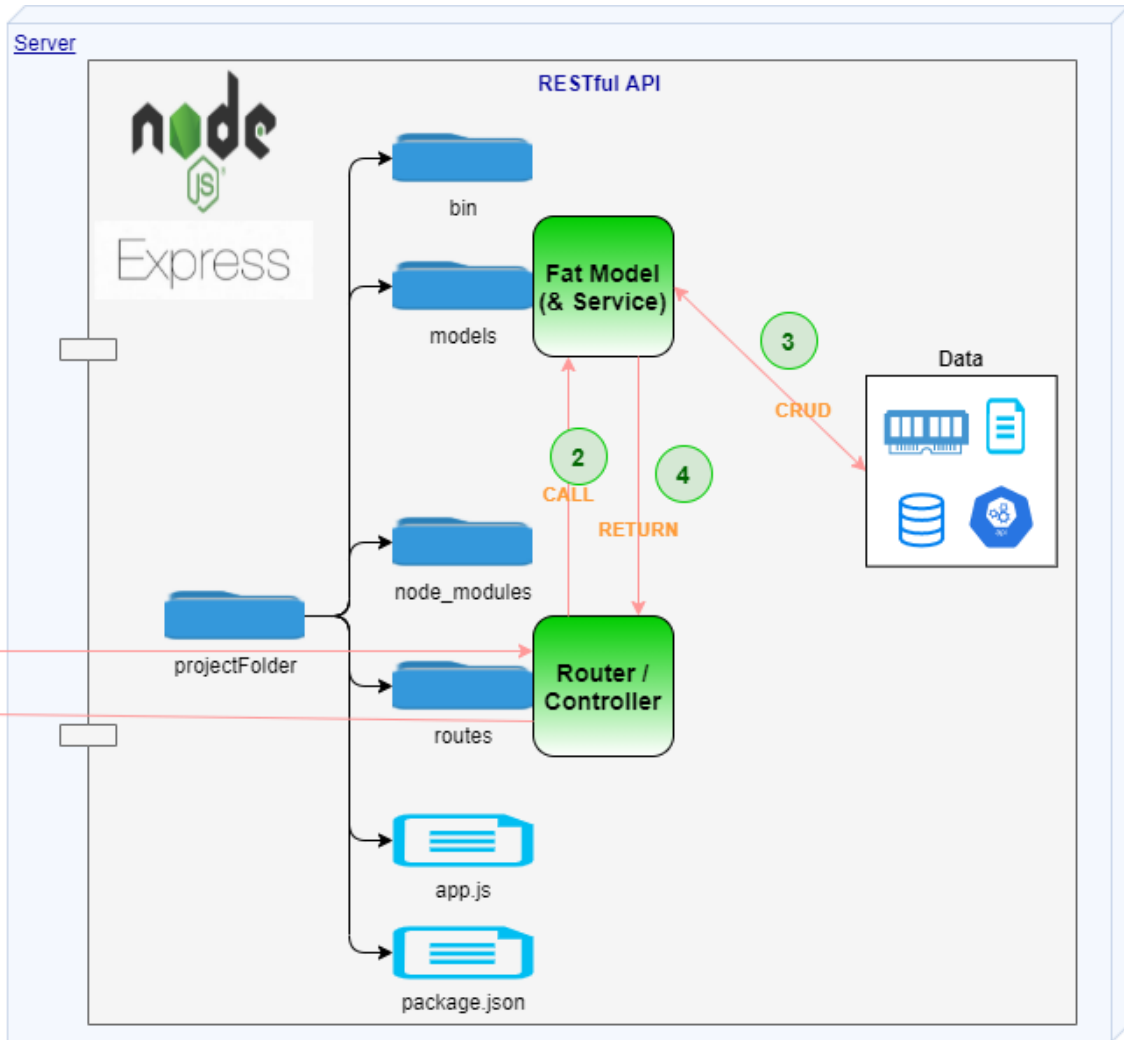 Server
RESTful API
node
JS
Express
bin
Fat Model
(& Service)
models
3
Data
CRUD
2
4
CALL
RETURN
api
node_modules
projectFolder
Router /
Controller
routes
app.js
package.json